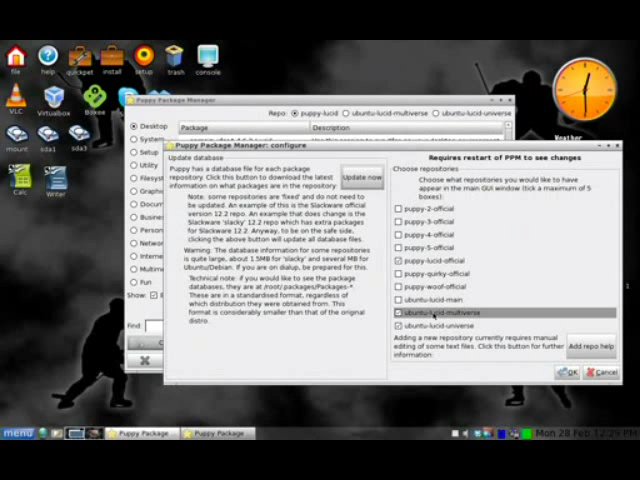 file
help
quickpet
install
setup
trash
console
VLC
Virtualbox
Boxee
mount
sda1
sda3
Calc
Writer
Weather
Puppy Package Manager
Repo: puppy-lucid ubuntu-lucid-multiverse ubuntu-lucid-universe
Desktop
System
Setup
Utility
Filesys
Graphi
Docum
Busine
Person
Netwo
Interne
Multim
Fun
Show:
Find:
Package
Description
Puppy Package Manager: configure
Update database
Puppy has a database file for each package
repository. Click this button to download the latest
information on what packages are in the repository:
Update now
Note: some repositories are 'fixed' and do not need
to be updated. An example of this is the Slackware official
version 12.2 repo. An example that does change is the
Slackware 'slacky' 12.2 repo which has extra packages
for Slackware 12.2. Anyway, to be on the safe side,
clicking the above button will update all database files.
Warning: The database information for some repositories
is quite large, about 1.5MB for 'slacky' and several MB for
Ubuntu/Debian. If you are on dialup, be prepared for this.
Technical note: if you would like to see the package
databases, they are at /root/.packages/Packages-*.
These are in a standardised format, regardless of
which distribution they were obtained from. This
format is considerably smaller than that of the original
distro.
Requires restart of PPM to see changes
Choose repositories
Choose what repositories you would like to have
appear in the main GUI window (tick a maximum of 5
boxes):
puppy-2-official
puppy-3-official
puppy-4-official
puppy-5-official
puppy-lucid-official
puppy-quirky-official
puppy-woof-official
ubuntu-lucid-main
ubuntu-lucid-multiverse
ubuntu-lucid-universe
Adding a new repository currently requires manual
editing of some text files. Click this button for further
information:
Add repo help
OK
Cancel
menu
Puppy Package
Puppy Package
Mon 28 Feb 12:29 PM